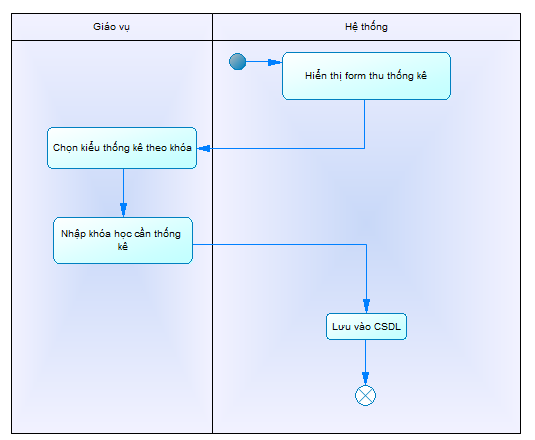 Giáo vụ
Hệ thống
Hiển thị form thu thống kê
Chọn kiểu thống kê theo khóa
Nhập khóa học cần thống
kê
Lưu vào CSDL